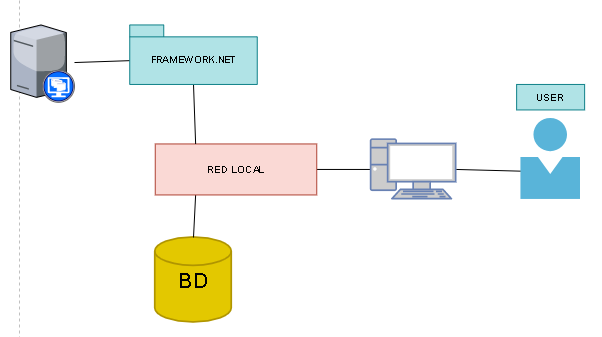 FRAMEWORK.NET
USER
RED LOCAL
BD